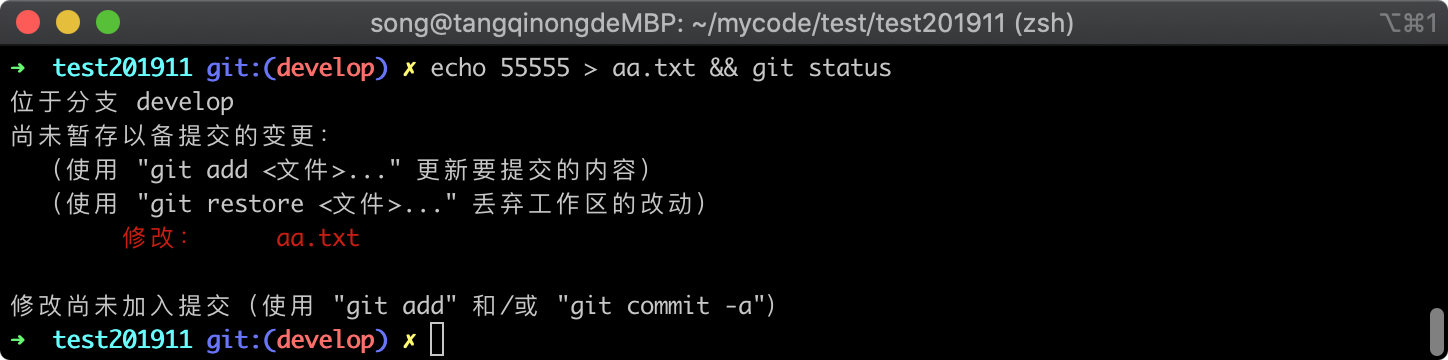 song@tangqinongdeMBP: ~/mycode/test/test201911 (zsh) ⌥⌘1
➜ test201911 git:(develop) ✗ echo 55555 > aa.txt && git status
位于分支 develop
尚未暂存以备提交的变更：
（使用 "git add <文件>..." 更新要提交的内容）
（使用 "git restore <文件>..." 丢弃工作区的改动）
修改： aa.txt
修改尚未加入提交（使用 "git add" 和/或 "git commit -a"）
➜ test201911 git:(develop) ✗